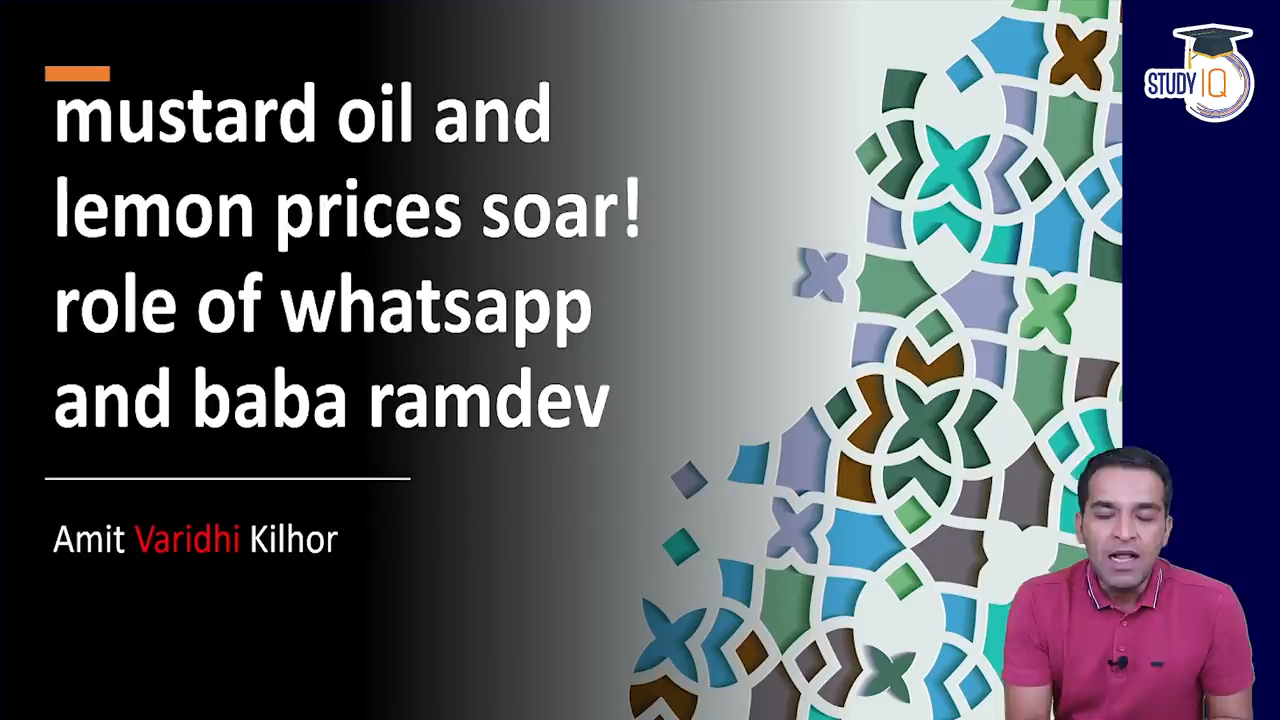 mustard oil and
lemon prices soar!
role of whatsapp
and baba ramdev
Amit Varidhi Kilhor
STUDY IQ